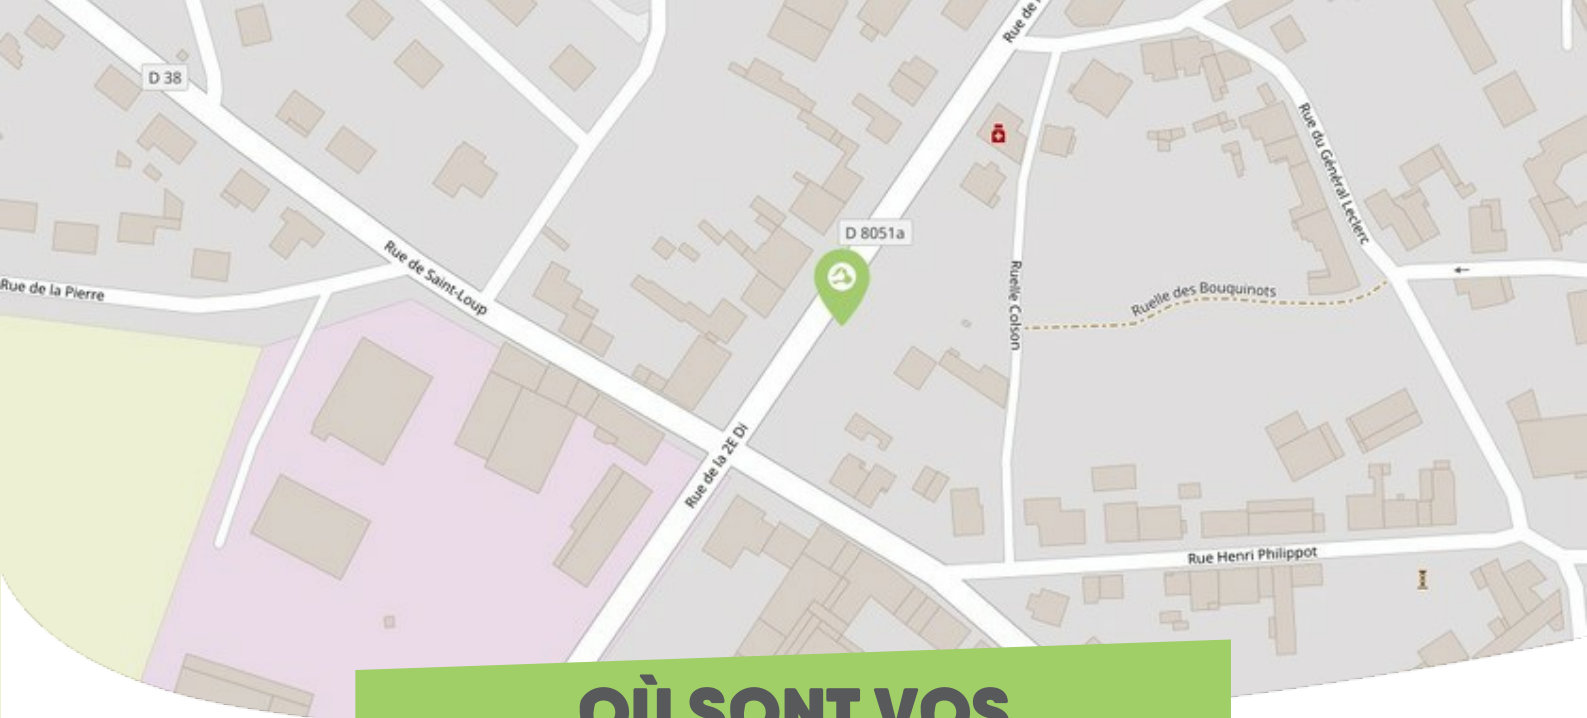 Rue de
D 38
Rue du Général Leclerc
D 8051a
Rue de Saint-Loup
Rue de la Pierre
Ruelle Colson
Ruelle des Bouquinots
Rue de la 2E Di
Rue Henri Philippot
OÙ SONT VOS